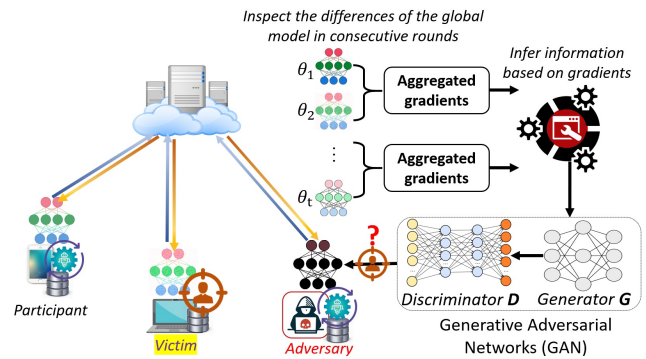 Inspect the differences of the global
model in consecutive rounds
θ1
Aggregated
gradients
θ2
Infer information
based on gradients
⋮
Aggregated
gradients
θt
?
Participant
Victim
Adversary
Discriminator D
Generator G
Generative Adversarial
Networks (GAN)